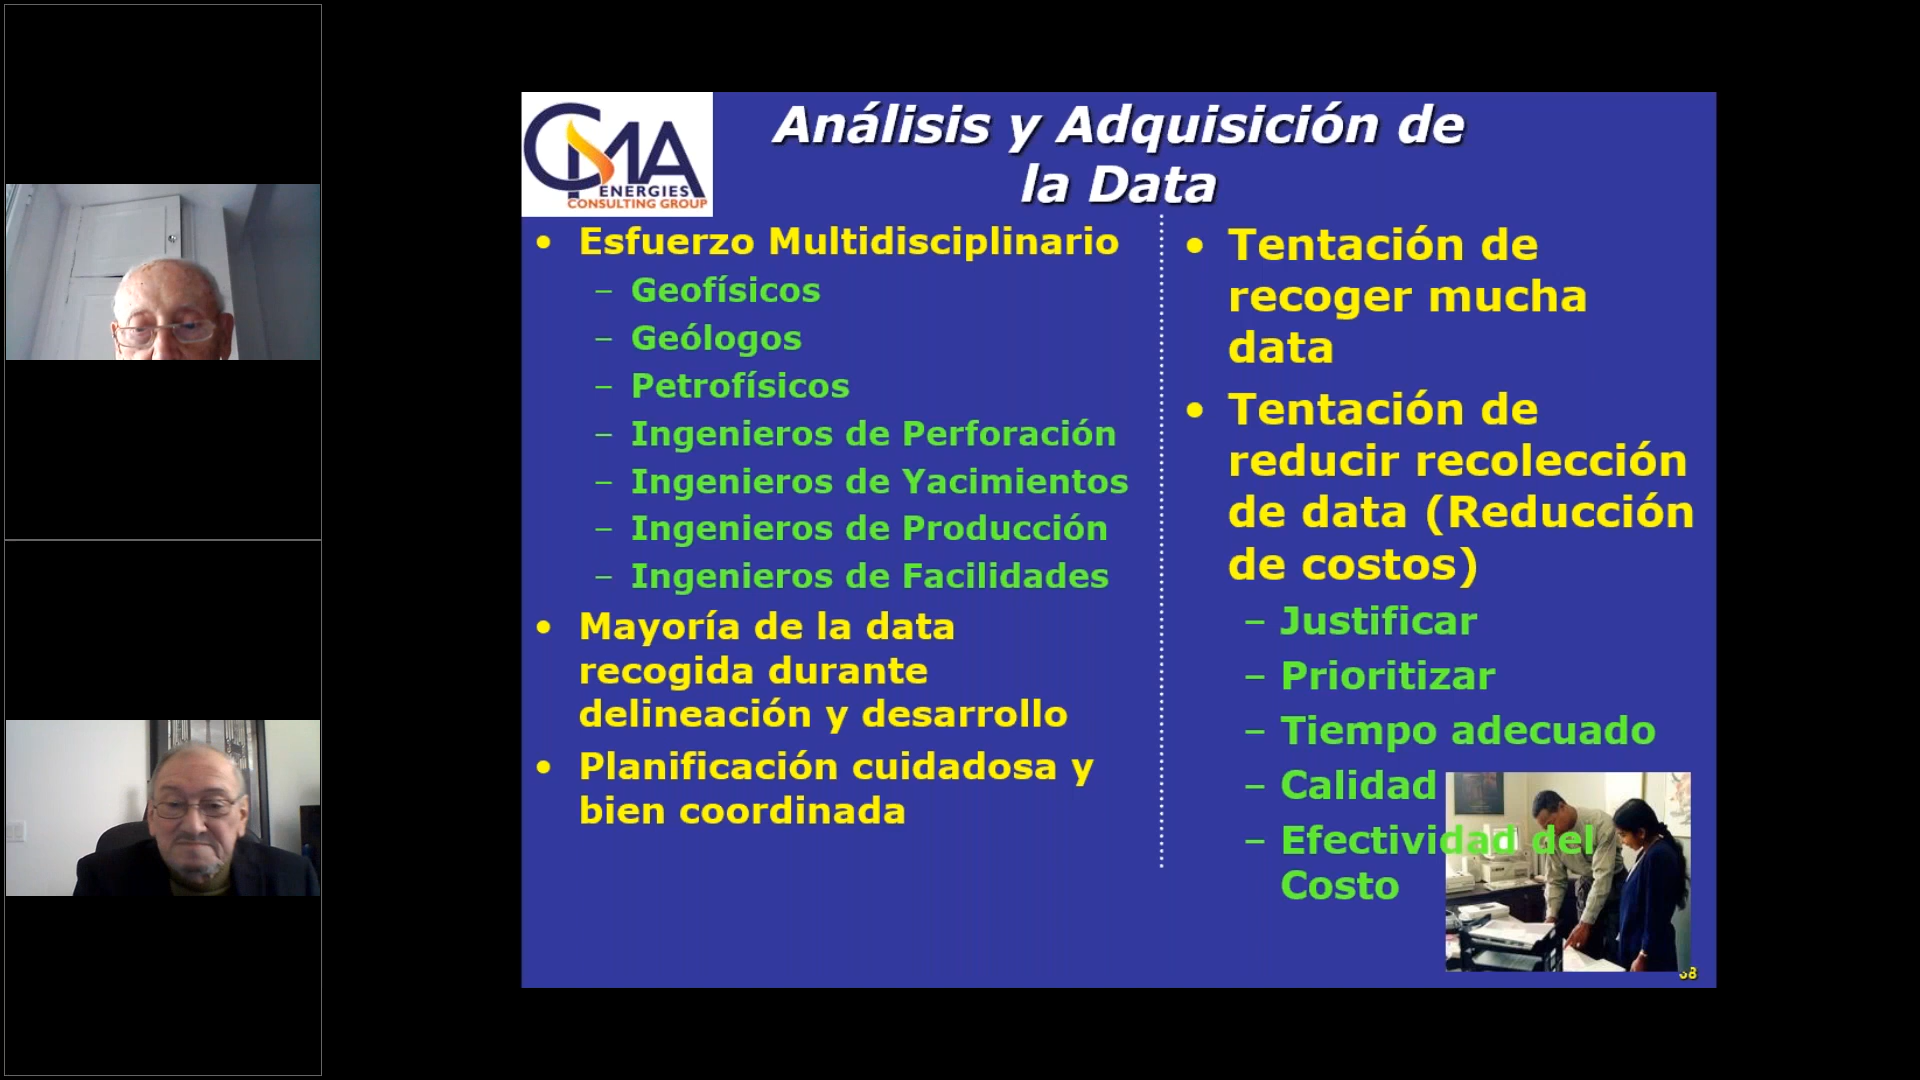 CMA
ENERGIES
CONSULTING GROUP
Análisis y Adquisición de
la Data
• Esfuerzo Multidisciplinario
– Geofísicos
– Geólogos
– Petrofísicos
– Ingenieros de Perforación
– Ingenieros de Yacimientos
– Ingenieros de Producción
– Ingenieros de Facilidades
• Mayoría de la data
recogida durante
delineación y desarrollo
• Planificación cuidadosa y
bien coordinada
• Tentación de
recoger mucha
data
• Tentación de
reducir recolección
de data (Reducción
de costos)
– Justificar
– Prioritizar
– Tiempo adecuado
– Calidad
– Efectividad del
Costo